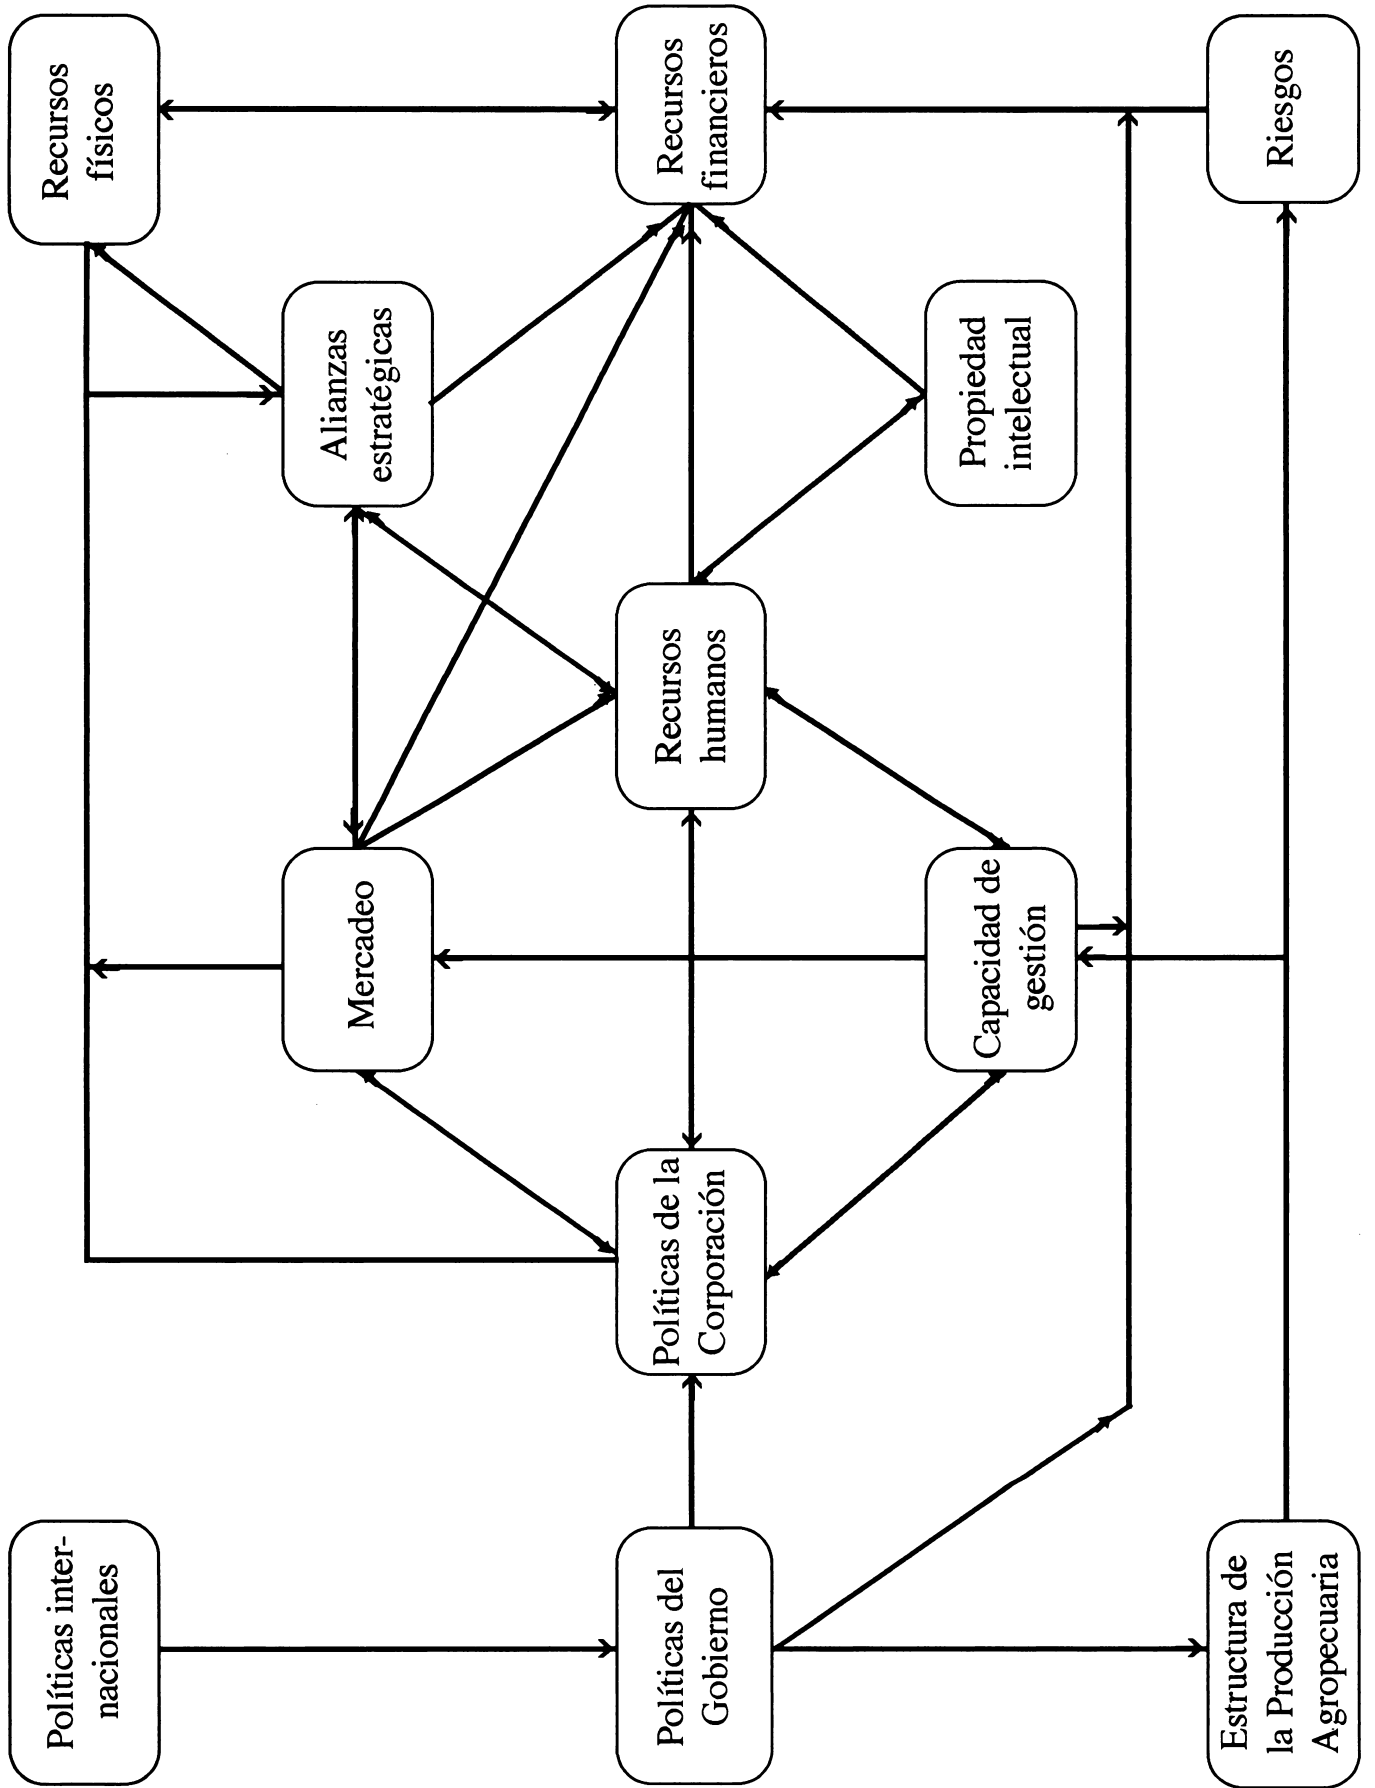 Políticas inter-
nacionales
Recursos
físicos
Mercadeo
Alianzas
estratégicas
Políticas del
Gobierno
Políticas de la
Corporación
Recursos
humanos
Recursos
financieros
Capacidad de
gestión
Propiedad
intelectual
Estructura de
la Producción
Agropecuaria
Riesgos